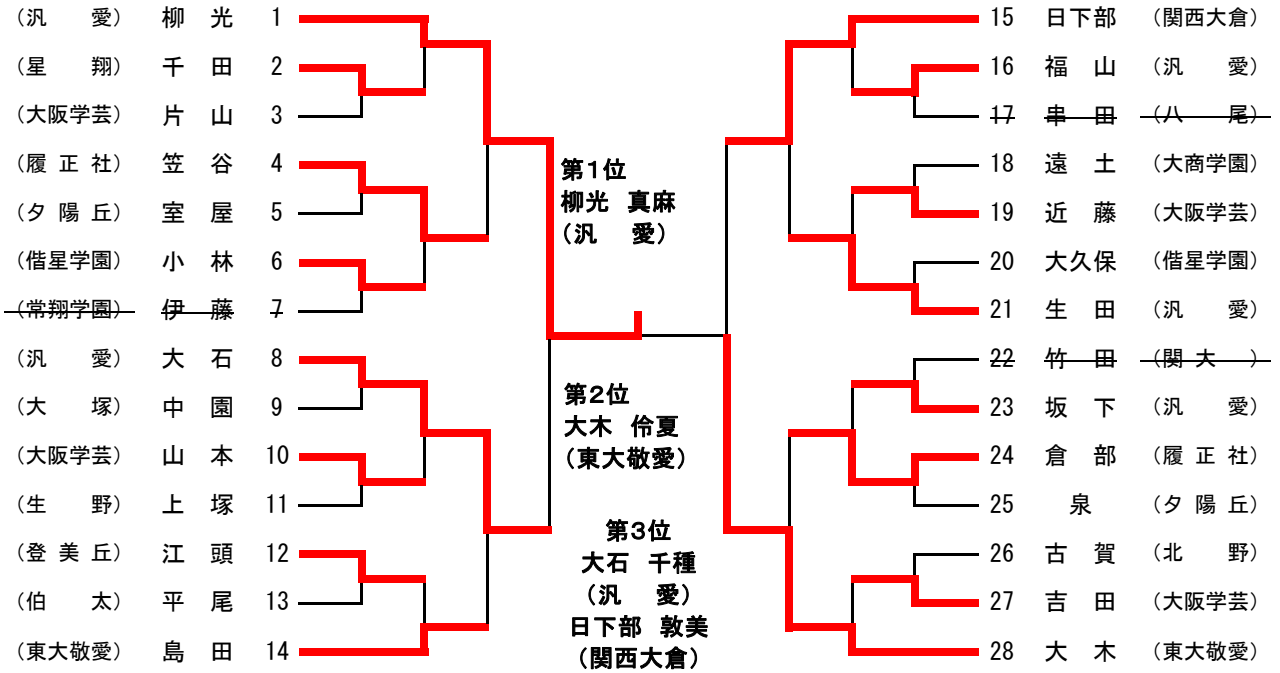 (汎　愛) 柳 光 1
(星　翔) 千 田 2
(大阪学芸) 片 山 3
(履 正 社) 笠 谷 4
(夕 陽 丘) 室 屋 5
(偕星学園) 小 林 6
(常翔学園) 伊 藤 7
(汎　愛) 大 石 8
(大　塚) 中 園 9
(大阪学芸) 山 本 10
(生　野) 上 塚 11
(登 美 丘) 江 頭 12
(伯　太) 平 尾 13
(東大敬愛) 島 田 14
第1位
柳光 真麻
(汎　愛)
第2位
大木 伶夏
(東大敬愛)
第3位
大石 千種
(汎　愛)
日下部 敦美
(関西大倉)
15 日下部 (関西大倉)
16 福 山 (汎　愛)
17 串 田 (八　尾)
18 遠 土 (大商学園)
19 近 藤 (大阪学芸)
20 大久保 (偕星学園)
21 生 田 (汎　愛)
22 竹 田 (関 大 )
23 坂 下 (汎　愛)
24 倉 部 (履 正 社)
25 泉 (夕 陽 丘)
26 古 賀 (北　野)
27 吉 田 (大阪学芸)
28 大 木 (東大敬愛)